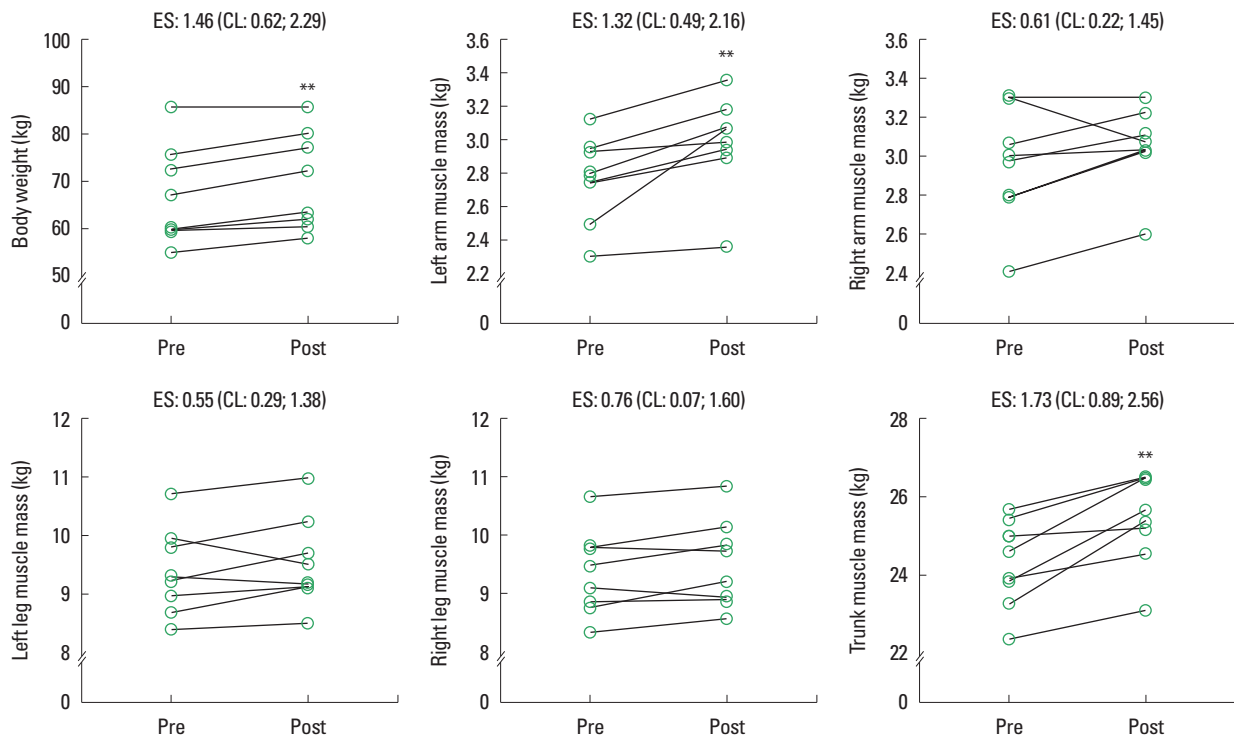 ES: 1.46 (CL: 0.62; 2.29)
Body weight (kg)
100
90
80
70
60
50
0
**
Pre
Post
ES: 1.32 (CL: 0.49; 2.16)
Left arm muscle mass (kg)
3.6
3.4
3.2
3.0
2.8
2.6
2.4
2.2
0
**
Pre
Post
ES: 0.61 (CL: 0.22; 1.45)
Right arm muscle mass (kg)
3.6
3.4
3.2
3.0
2.8
2.6
2.4
0
Pre
Post
ES: 0.55 (CL: 0.29; 1.38)
Left leg muscle mass (kg)
12
11
10
9
8
0
Pre
Post
ES: 0.76 (CL: 0.07; 1.60)
Right leg muscle mass (kg)
12
11
10
9
8
0
Pre
Post
ES: 1.73 (CL: 0.89; 2.56)
Trunk muscle mass (kg)
28
26
24
22
0
**
Pre
Post